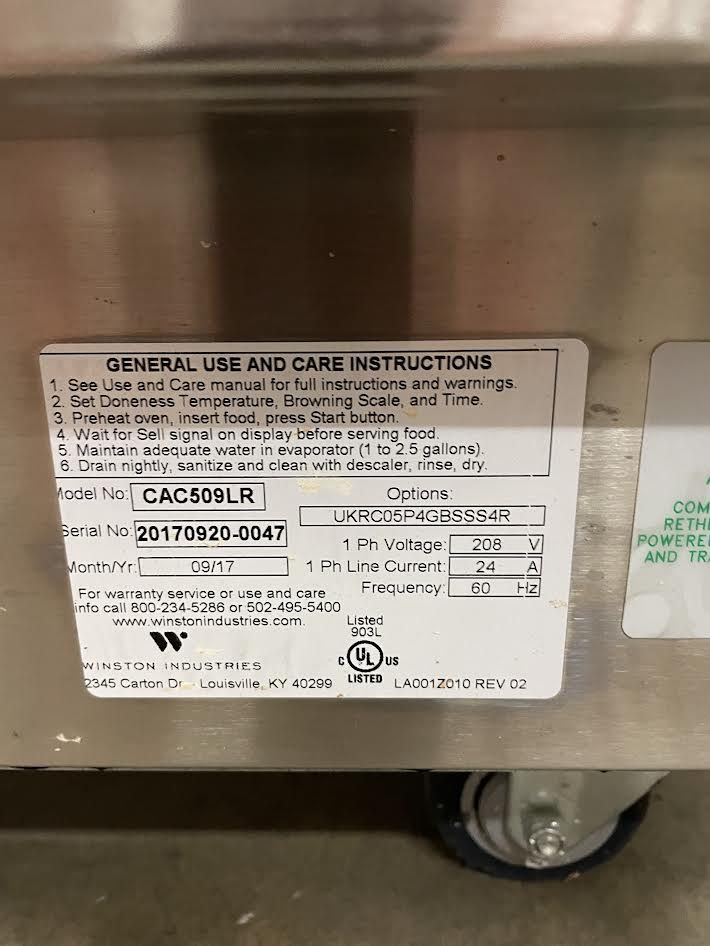 GENERAL USE AND CARE INSTRUCTIONS
1. See Use and Care manual for full instructions and warnings.
2. Set Doneness Temperature, Browning Scale, and Time.
3. Preheat oven, insert food, press Start button.
4. Wait for Sell signal on display before serving food.
5. Maintain adequate water in evaporator (1 to 2.5 gallons).
6. Drain nightly, sanitize and clean with descaler, rinse, dry.
Model No: CAC509LR
Options:
UKRC05P4GBSSS4R
Serial No: 20170920-0047
1 Ph Voltage: 208 V
Month/Yr: 09/17
1 Ph Line Current: 24 A
Frequency: 60 Hz
For warranty service or use and care
info call 800-234-5286 or 502-495-5400
www.winstonindustries.com.
Listed
903L
W
C UL US
LISTED
WINSTON INDUSTRIES
2345 Carton Dr. Louisville, KY 40299
LA001Z010 REV 02
COM
RETHE
POWERE
AND TRA